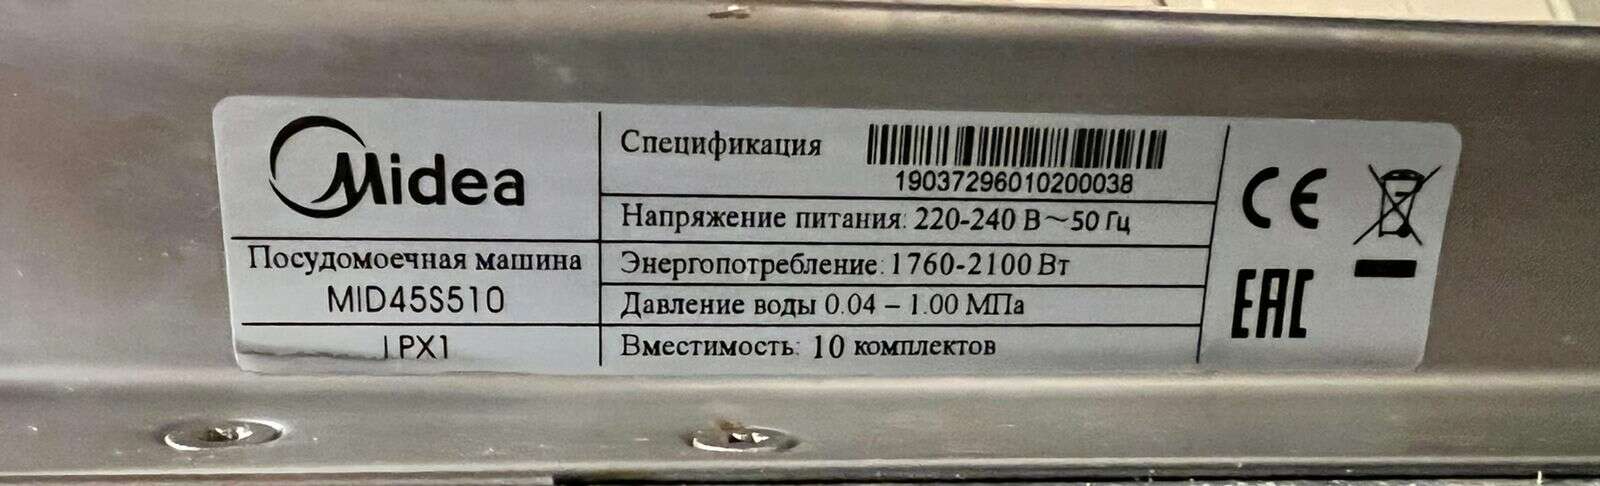 Midea
Посудомоечная машина
MID45S510
IPX1
Спецификация
19037296010200038
Напряжение питания: 220-240 В~50 Гц
Энергопотребление: 1760-2100 Вт
Давление воды 0.04 – 1.00 МПа
Вместимость: 10 комплектов
CE
EAC